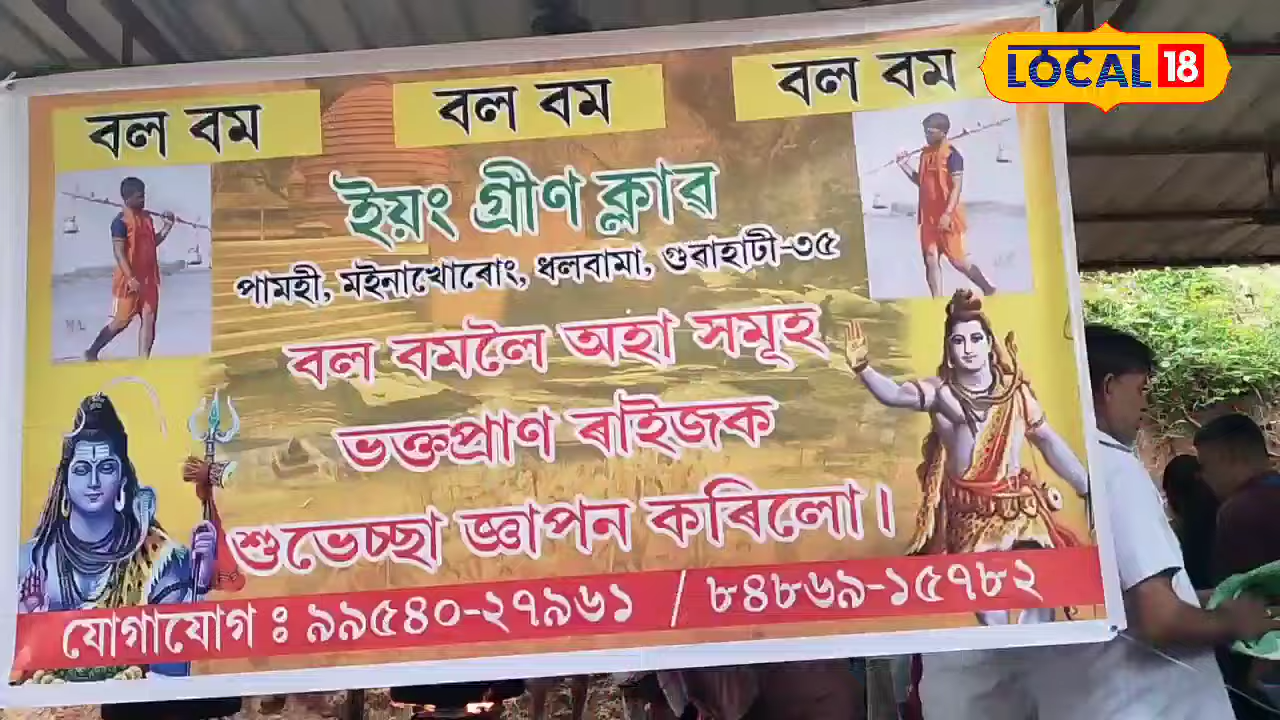 LOCAL 18
বল বম বল বম বল বম
ইয়ং গ্ৰীণ ক্লাৱ
পামহী, মইনাখোৰোং, ধলবামা, গুৱাহাটী-৩৫
বল বমলৈ অহা সমূহ
ভক্তপ্ৰাণ ৰাইজক
শুভেচ্ছা জ্ঞাপন কৰিলো।
যোগাযোগ : ৯৯৫৪০-২৭৯৬১ / ৮৪৮৬৯-১৫৭৮২